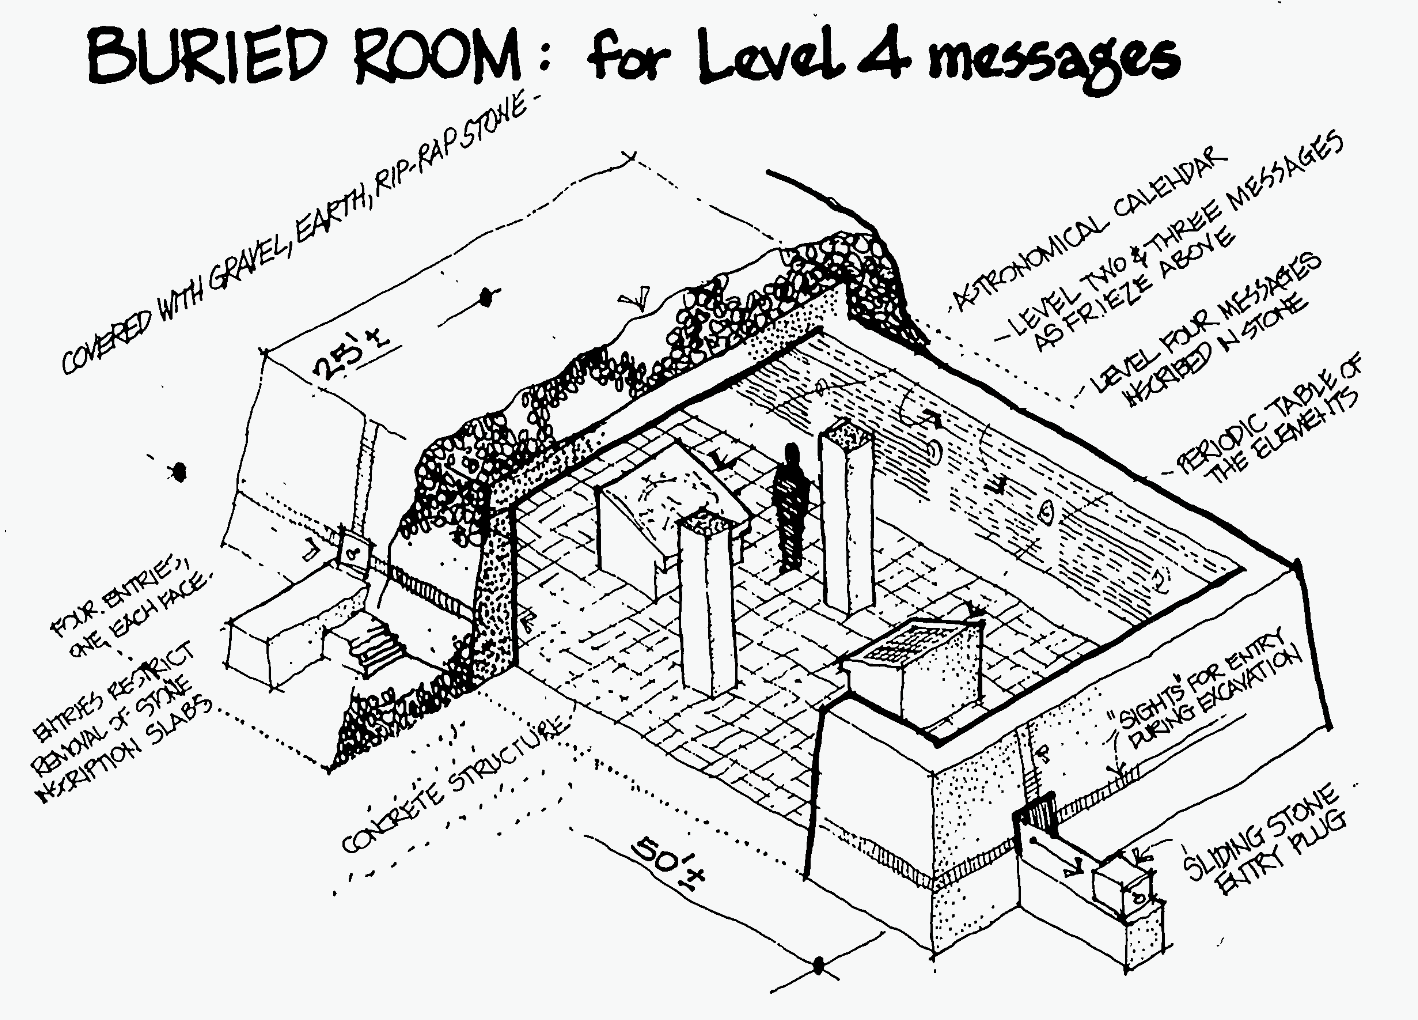 BURIED ROOM: for Level 4 messages
COVERED WITH GRAVEL, EARTH, RIP-RAP STONE
ASTRONOMICAL CALENDAR
LEVEL TWO & THREE MESSAGES
AS FRIEZE ABOVE
LEVEL FOUR MESSAGES
INSCRIBED IN STONE
PERIODIC TABLE OF
THE ELEMENTS
25'±
FOUR ENTRIES,
ONE, EACH FACE.
ENTRIES RESTRICT
REMOVAL OF STONE
INSCRIPTION SLABS
CONCRETE STRUCTURE
50'±
"SIGHTS" FOR ENTRY
DURING EXCAVATION
SLIDING STONE
ENTRY PLUG